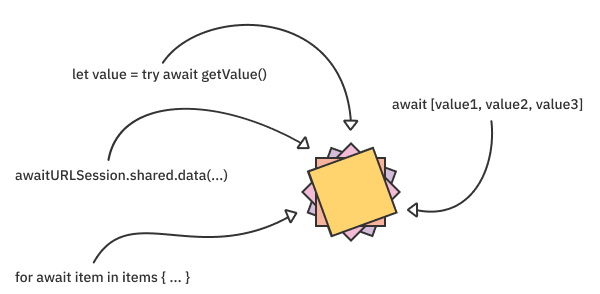 let value = try await getValue()
await [value1, value2, value3]
awaitURLSession.shared.data(...)
for await item in items { ... }